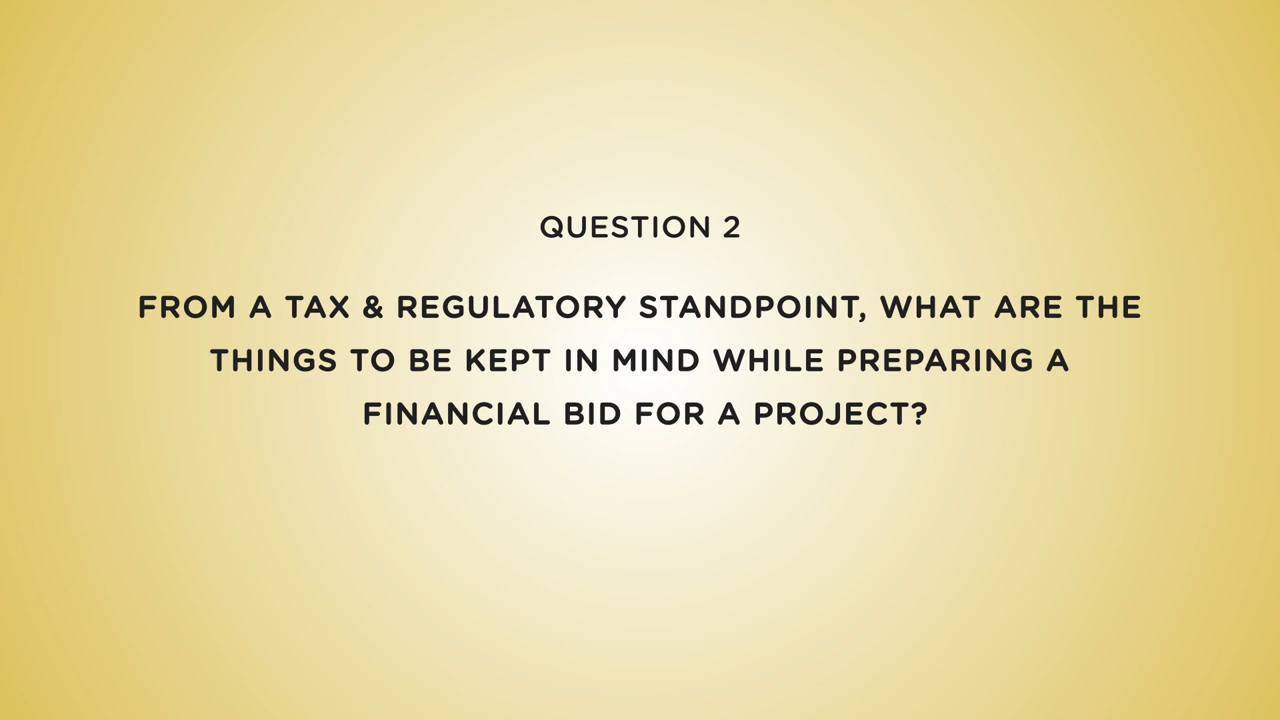 QUESTION 2
FROM A TAX & REGULATORY STANDPOINT, WHAT ARE THE
THINGS TO BE KEPT IN MIND WHILE PREPARING A
FINANCIAL BID FOR A PROJECT?